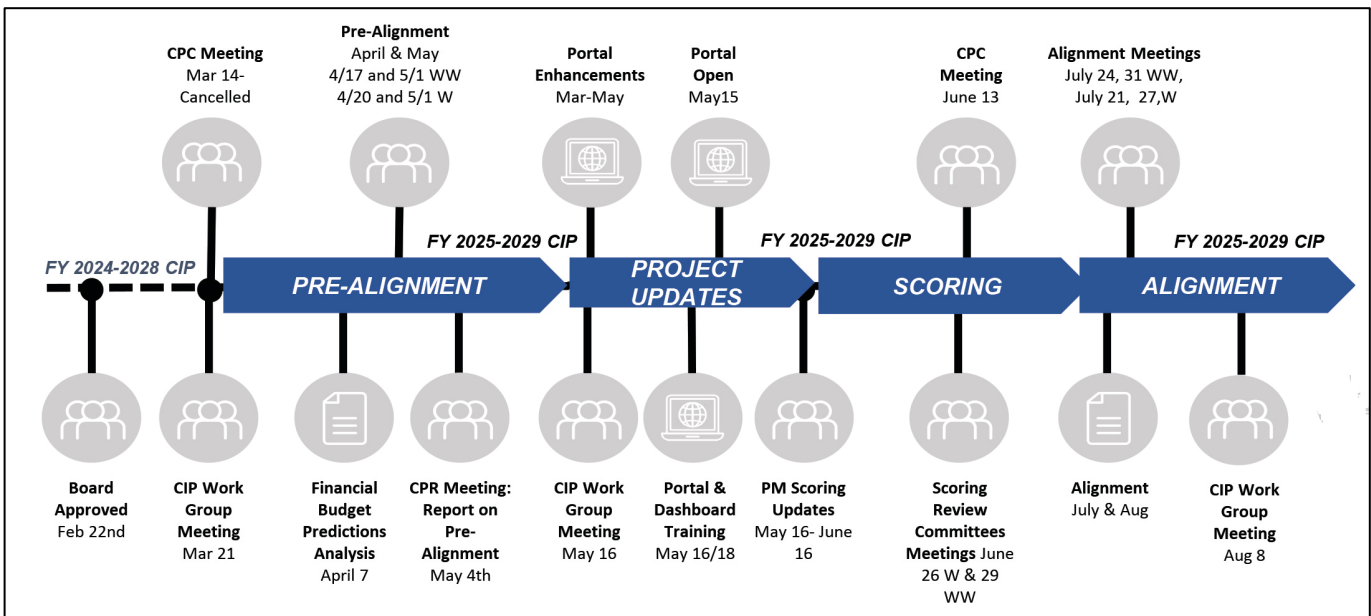 CPC Meeting
Mar 14-
Cancelled
Pre-Alignment
April & May
4/17 and 5/1 WW
4/20 and 5/1 W
Portal
Enhancements
Mar-May
Portal
Open
May15
CPC
Meeting
June 13
Alignment Meetings
July 24, 31 WW,
July 21,  27,W
FY 2024-2028 CIP
FY 2025-2029 CIP
FY 2025-2029 CIP
FY 2025-2029 CIP
PRE-ALIGNMENT
PROJECT
UPDATES
SCORING
ALIGNMENT
Board
Approved
Feb 22nd
CIP Work
Group
Meeting
Mar 21
Financial
Budget
Predictions
Analysis
April 7
CPR Meeting:
Report on
Pre-
Alignment
May 4th
CIP Work
Group
Meeting
May 16
Portal &
Dashboard
Training
May 16/18
PM Scoring
Updates
May 16- June
16
Scoring
Review
Committees
Meetings June
26 W & 29
WW
Alignment
July & Aug
CIP Work
Group
Meeting
Aug 8